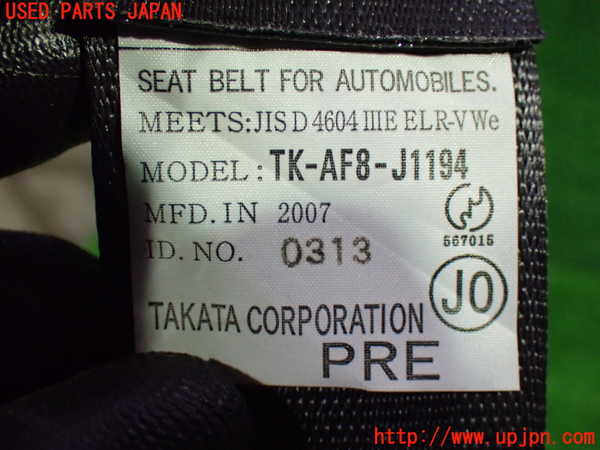 USED PARTS JAPAN
SEAT BELT FOR AUTOMOBILES.
MEETS:JIS D 4604 IIIE ELR-V We
MODEL: TK-AF8-J1194
MFD. IN 2007
567015
ID. NO. 0313
JO
TAKATA CORPORATION
PRE
http://www.upjpn.com/